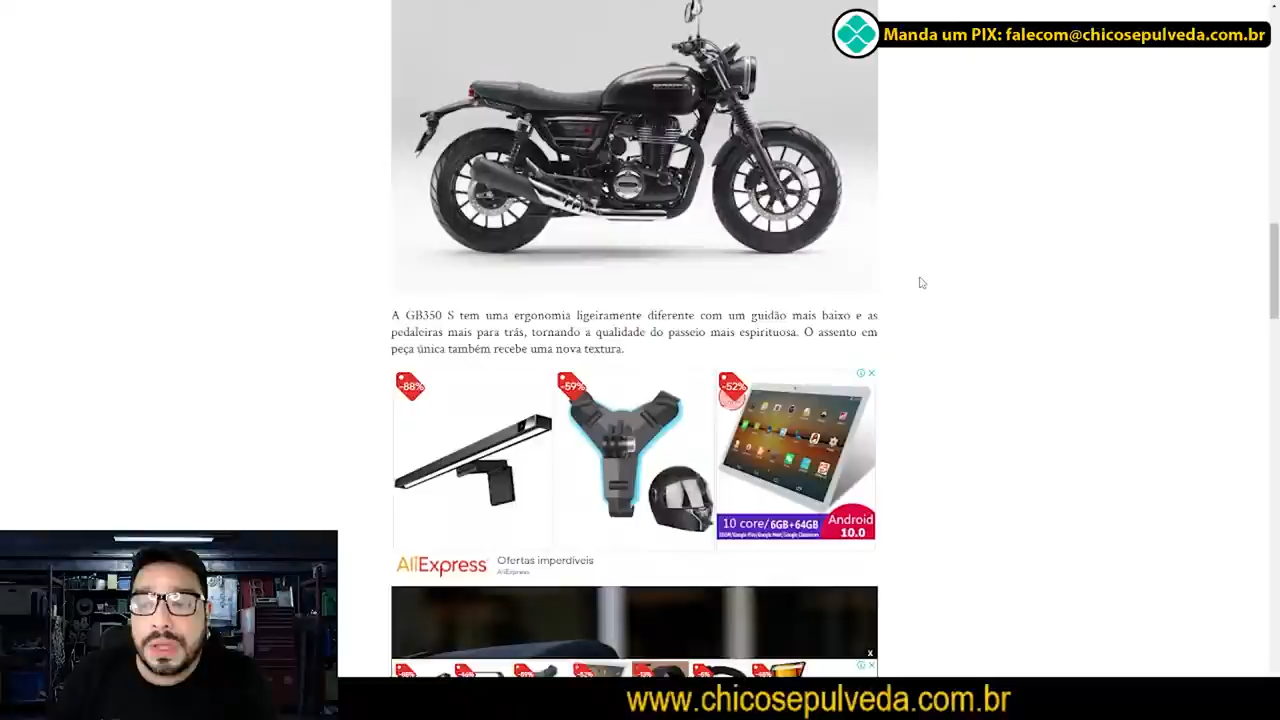 Manda um PIX: falecom@chicosepulveda.com.br
A GB350 S tem uma ergonomia ligeiramente diferente com um guidão mais baixo e as
pedaleiras mais para trás, tornando a qualidade do passeio mais espirituosa. O assento em
peça única também recebe uma nova textura.
-88%
-59%
-52%
10 core/6GB+64GB
Android
10.0
AliExpress
Ofertas imperdíveis
AliExpress
x
www.chicosepulveda.com.br